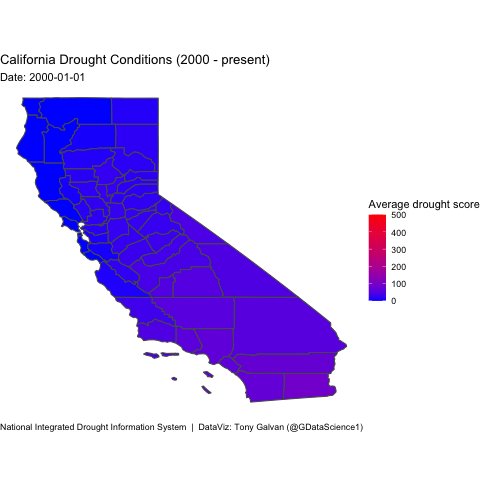 California Drought Conditions (2000 - present)
Date: 2000-01-01
Average drought score
500
400
300
200
100
0
National Integrated Drought Information System | DataViz: Tony Galvan (@GDataScience1)